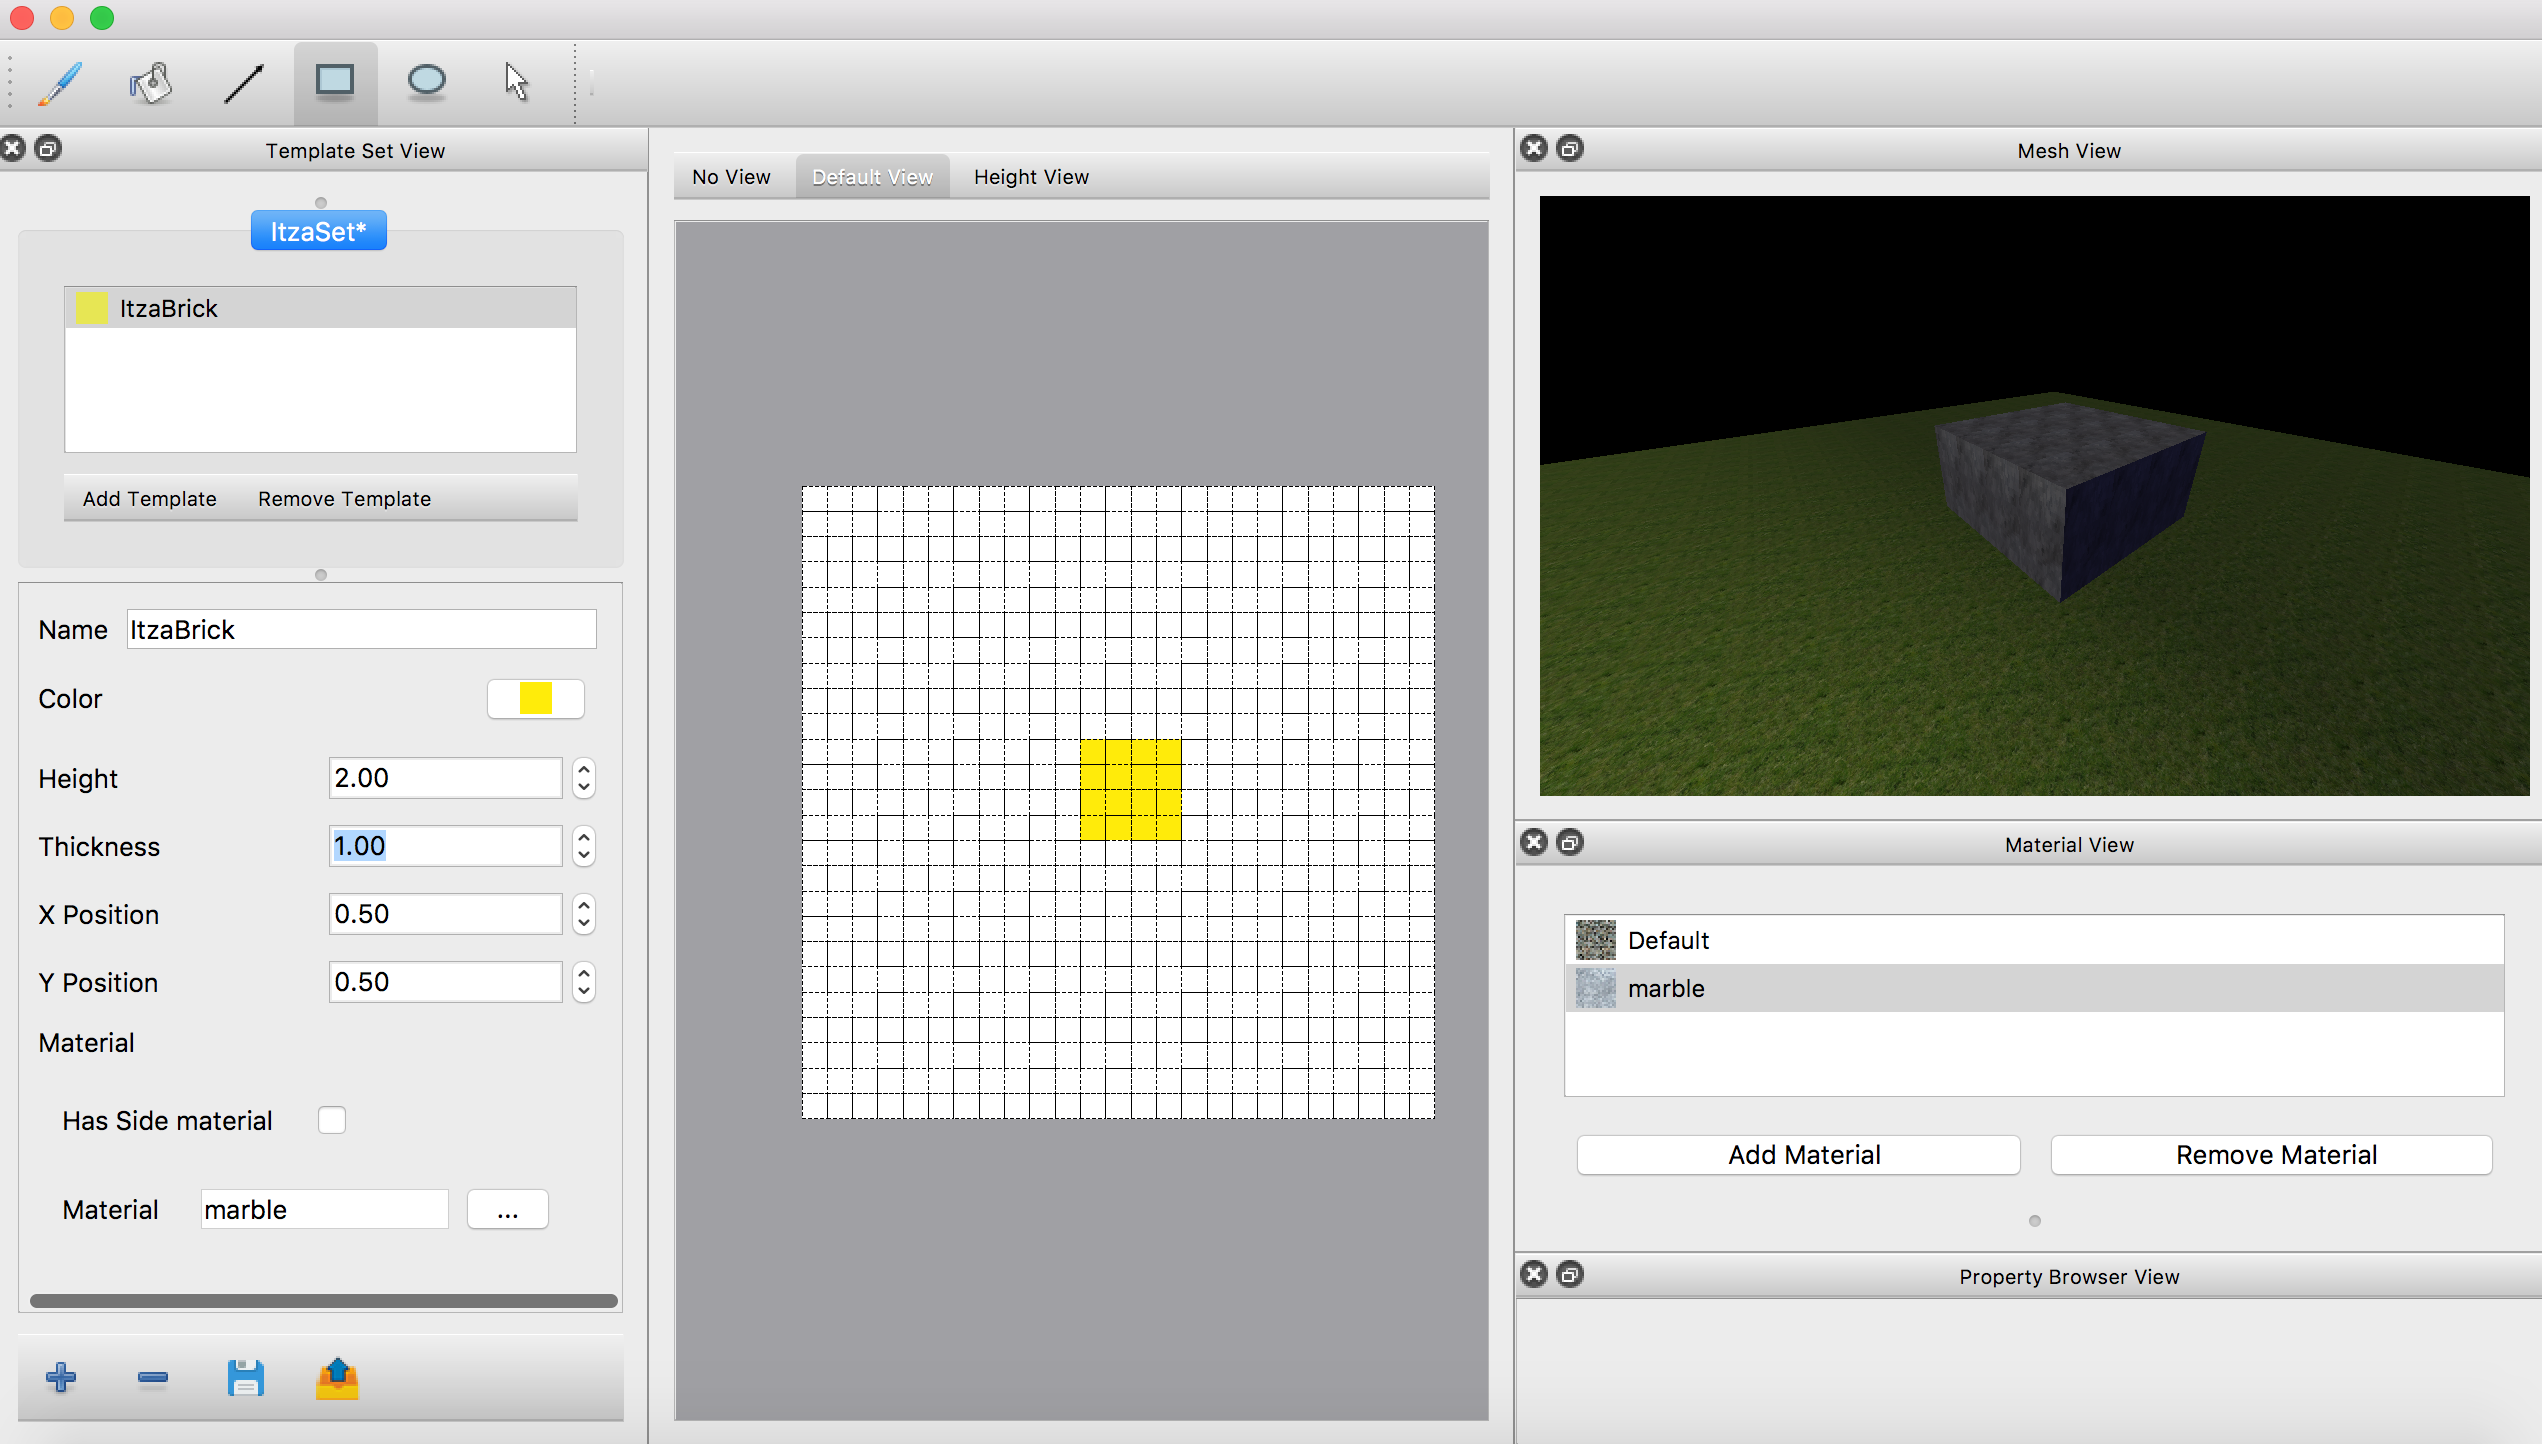 Template Set View
ItzaSet*
ItzaBrick
Add Template Remove Template
Name ItzaBrick
Color
Height 2.00
Thickness 1.00
X Position 0.50
Y Position 0.50
Material
Has Side material
Material marble ...
No View Default View Height View
Mesh View
Material View
Default
marble
Add Material Remove Material
Property Browser View